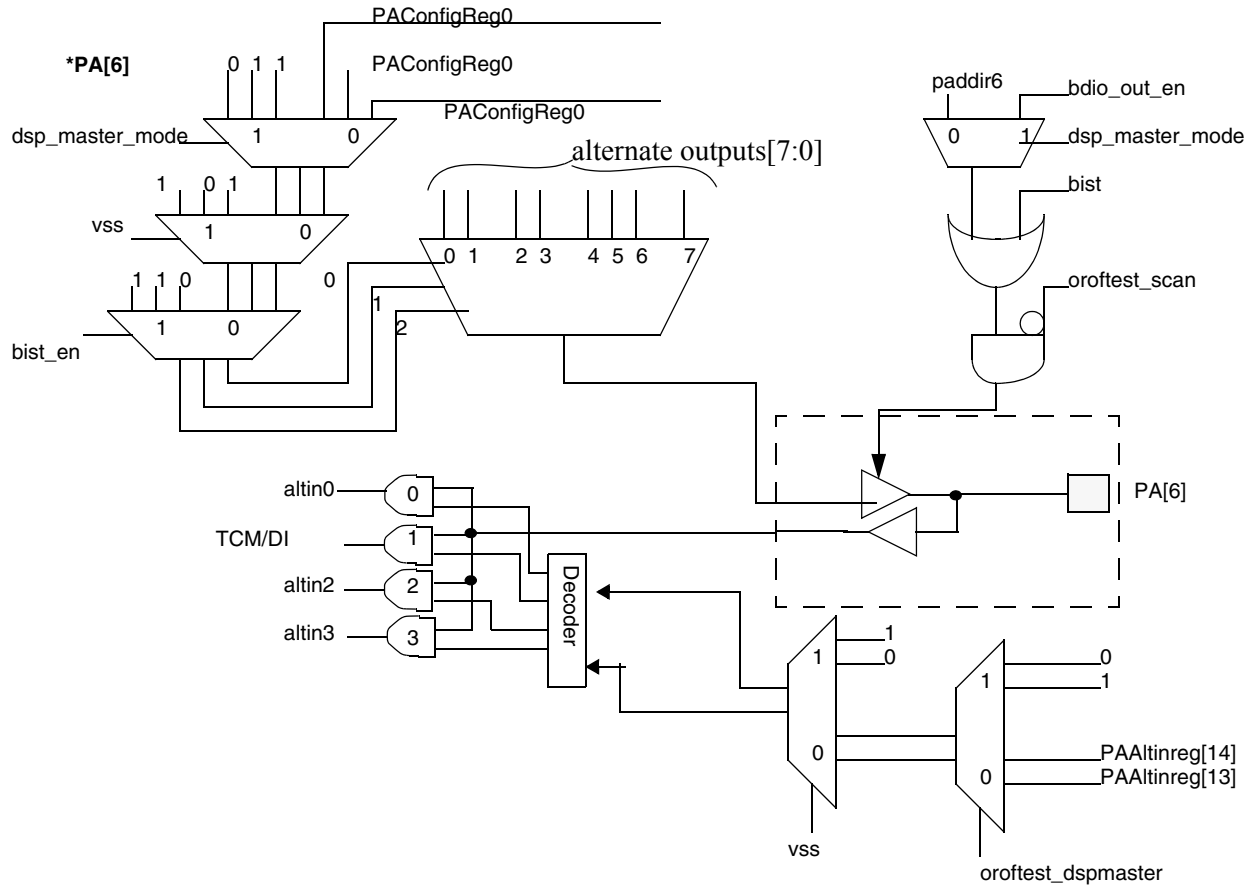 PAConfigReg0
*PA[6]
0 1 1
PAConfigReg0
PAConfigReg0
dsp_master_mode
1 0
1 0 1
vss
1 0
1 1 0
bist_en
1 0
0
1
2
alternate outputs[7:0]
0 1 2 3 4 5 6 7
paddir6
bdio_out_en
0 1
dsp_master_mode
bist
oroftest_scan
PA[6]
altin0
0
TCM/DI
1
altin2
2
altin3
3
Decoder
1
0
1
0
vss
0
1
1
PAAltinreg[14]
PAAltinreg[13]
0
oroftest_dspmaster